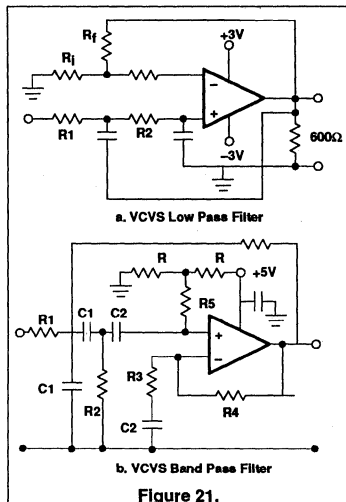 Rf
+3V
Ri
−
R1
R2
+
600Ω
−3V
a. VCVS Low Pass Filter
R
R
+5V
R1
C1
C2
R5
+
−
C1
R2
R3
R4
C2
b. VCVS Band Pass Filter
Figure 21.